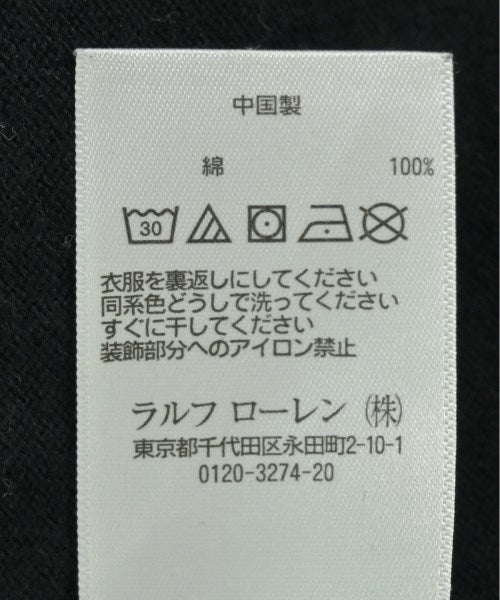 中国製
綿 100%
30
衣服を裏返しにしてください
同系色どうしで洗ってください
すぐに干してください
装飾部分へのアイロン禁止
ラルフ ローレン (株)
東京都千代田区永田町2-10-1
0120-3274-20